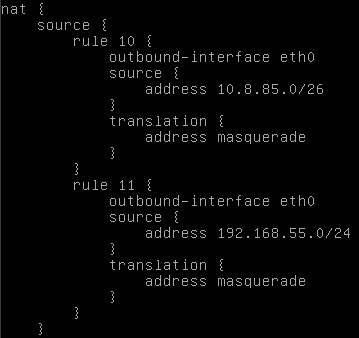 nat {
    source {
        rule 10 {
            outbound-interface eth0
            source {
                address 10.8.85.0/26
            }
            translation {
                address masquerade
            }
        }
        rule 11 {
            outbound-interface eth0
            source {
                address 192.168.55.0/24
            }
            translation {
                address masquerade
            }
        }
    }